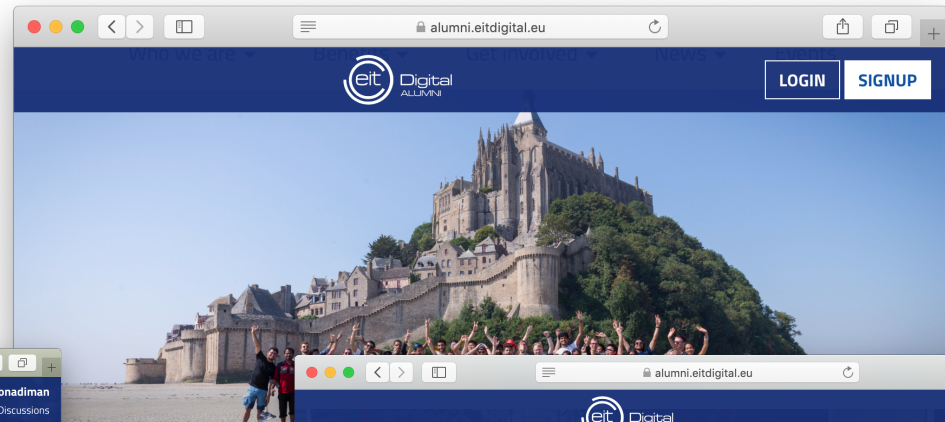 alumni.eitdigital.eu
Who we are Benefits Get involved News Events
eit Digital
ALUMNI
LOGIN
SIGNUP
onadiman
Discussions
alumni.eitdigital.eu
eit Digital